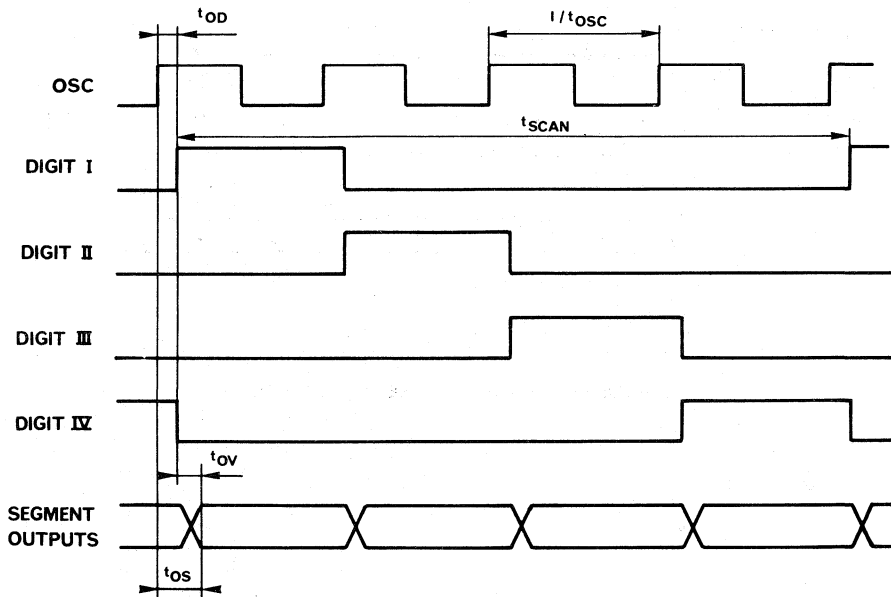 tOD
1/tOSC
OSC
tSCAN
DIGIT I
DIGIT II
DIGIT III
DIGIT IV
tOV
SEGMENT
OUTPUTS
tOS